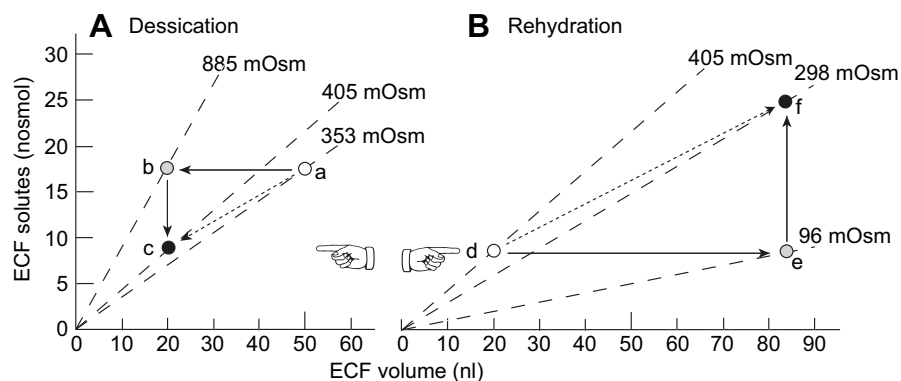 A Dessication
B Rehydration
ECF solutes (nosmol)
30
25
20
15
10
5
0
885 mOsm
405 mOsm
353 mOsm
b
a
c
0 10 20 30 40 50 60
405 mOsm
298 mOsm
f
d
96 mOsm
e
0 10 20 30 40 50 60 70 80 90
ECF volume (nl)